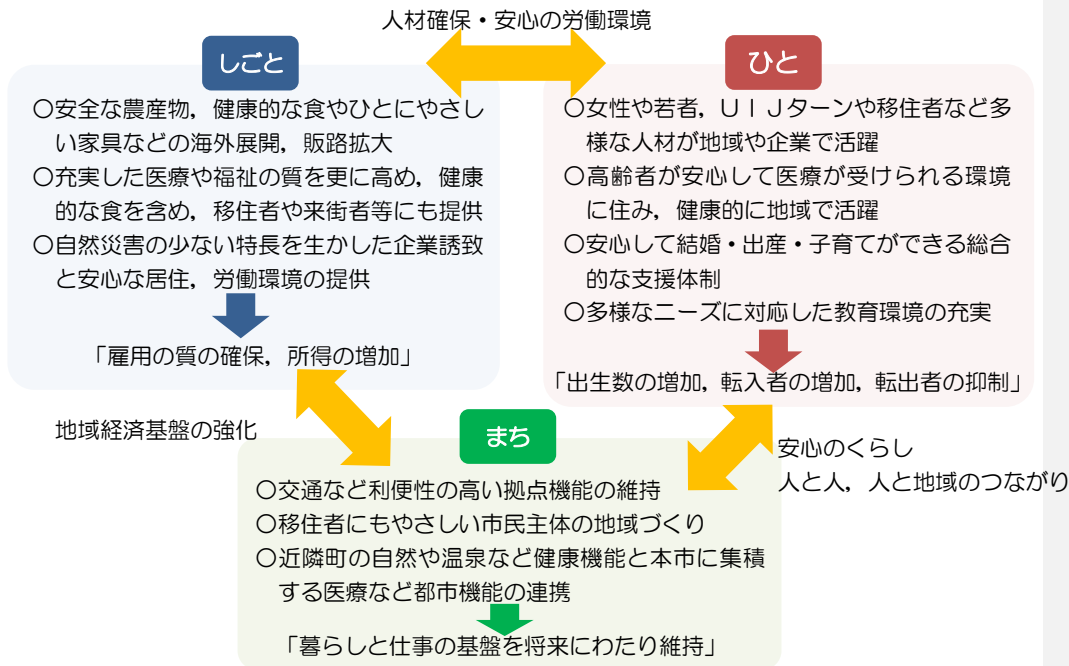 人材確保・安心の労働環境
しごと
〇安全な農産物，健康的な食やひとにやさし
い家具などの海外展開，販路拡大
〇充実した医療や福祉の質を更に高め，健康
的な食を含め，移住者や来街者等にも提供
〇自然災害の少ない特長を生かした企業誘致
と安心な居住，労働環境の提供
「雇用の質の確保，所得の増加」
ひと
〇女性や若者，ＵＩＪターンや移住者など多
様な人材が地域や企業で活躍
〇高齢者が安心して医療が受けられる環境
に住み，健康的に地域で活躍
〇安心して結婚・出産・子育てができる総合
的な支援体制
〇多様なニーズに対応した教育環境の充実
「出生数の増加，転入者の増加，転出者の抑制」
地域経済基盤の強化
安心のくらし
人と人，人と地域のつながり
まち
〇交通など利便性の高い拠点機能の維持
〇移住者にもやさしい市民主体の地域づくり
〇近隣町の自然や温泉など健康機能と本市に集積
する医療など都市機能の連携
「暮らしと仕事の基盤を将来にわたり維持」